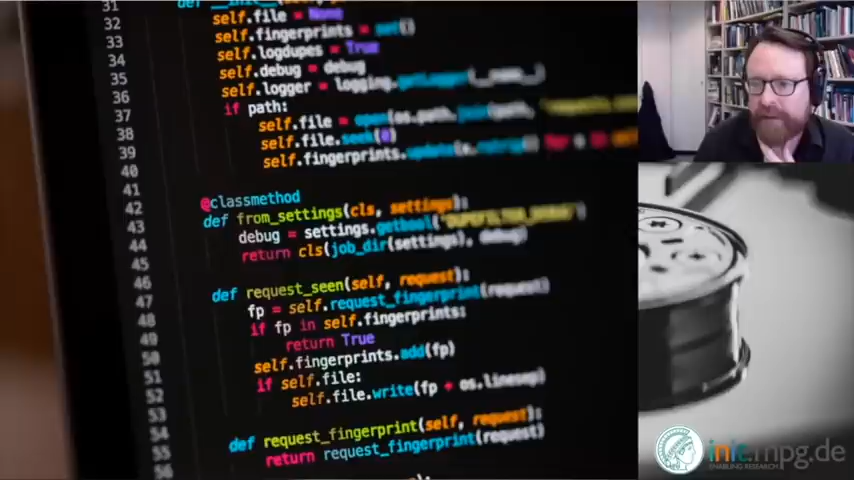 31 def __init__
32 self.file = None
33 self.fingerprints = set()
34 self.logdupes = True
35 self.debug = debug
36 self.logger = logging.getLogger(__name__)
37 if path:
38 self.file = open(os.path.join(path,
39 self.file.seek(0)
40 self.fingerprints.update(
41
42 @classmethod
43 def from_settings(cls, settings):
44 debug = settings.getbool('DUPEFILTER_DEBUG')
45 return cls(job_dir(settings), debug)
46
47 def request_seen(self, request):
48 fp = self.request_fingerprint(request)
49 if fp in self.fingerprints:
50 return True
51 self.fingerprints.add(fp)
52 if self.file:
53 self.file.write(fp + os.linesep)
54
55 def request_fingerprint(self, request):
56 return request_fingerprint(request)
.mpg.de
ENABLING RESEARCH